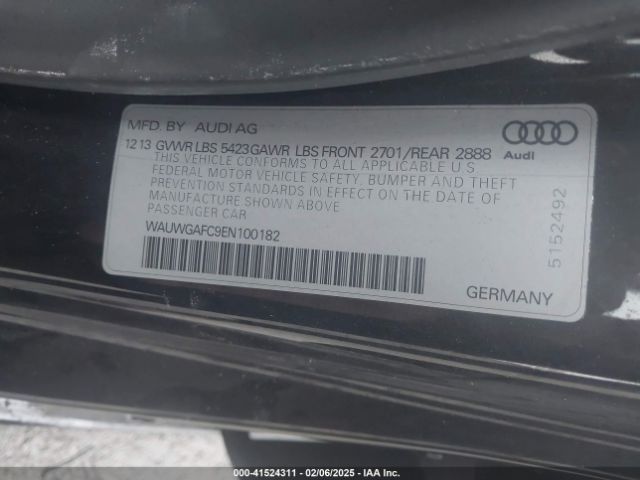 MFD. BY AUDI AG
12 13 GVWR LBS 5423 GAWR LBS FRONT 2701/REAR 2888
THIS VEHICLE CONFORMS TO ALL APPLICABLE U.S.
FEDERAL MOTOR VEHICLE SAFETY, BUMPER AND THEFT
PREVENTION STANDARDS IN EFFECT ON THE DATE OF
MANUFACTURE SHOWN ABOVE
PASSENGER CAR
WAUWGAFC9EN100182
Audi
5152492
GERMANY
000-41524311 - 02/06/2025 - IAA Inc.